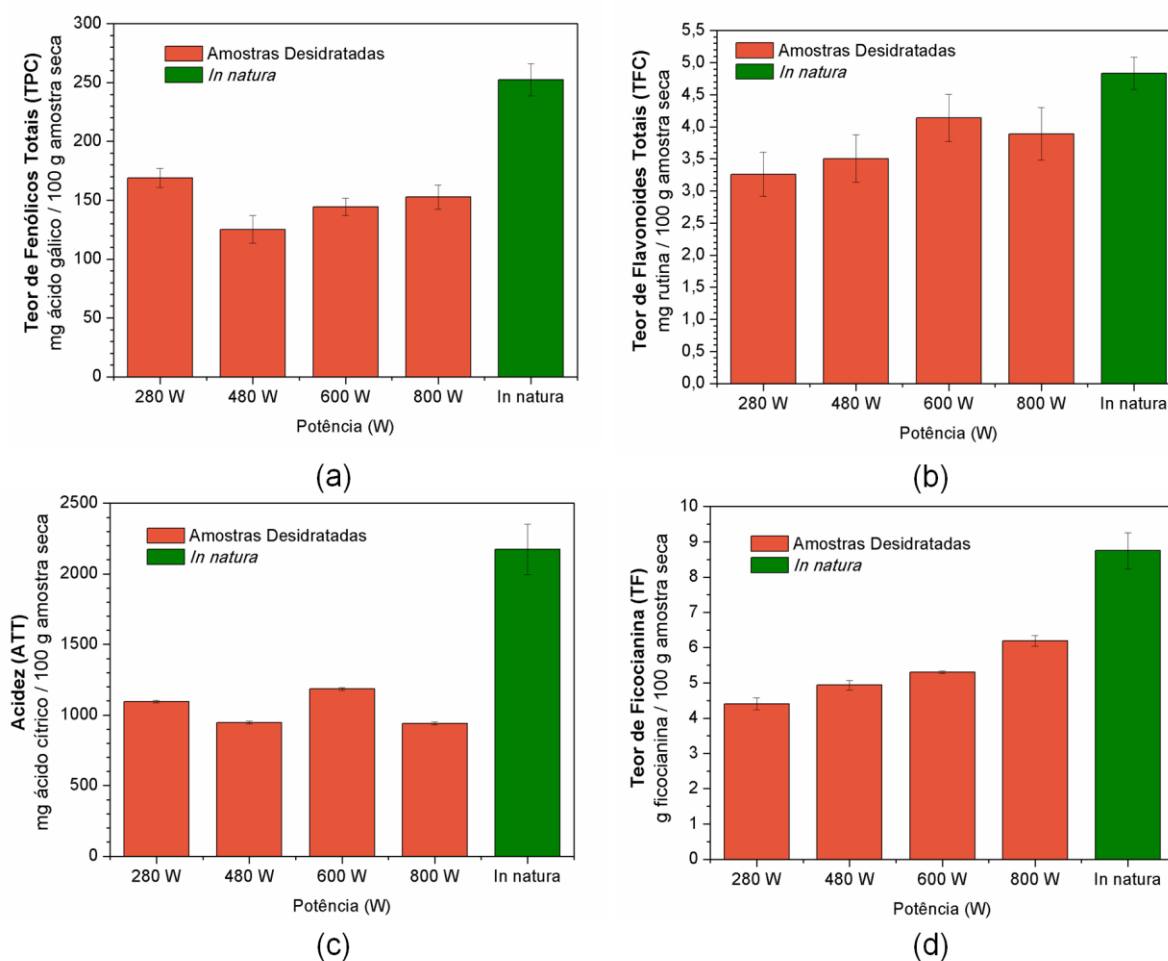 Teor de Fenólicos Totais (TPC)
mg ácido gálico / 100 g amostra seca
300
250
200
150
100
50
0
Amostras Desidratadas
In natura
280 W 480 W 600 W 800 W In natura
Potência (W)
(a)
Teor de Flavonoides Totais (TFC)
mg rutina / 100 g amostra seca
5,5
5,0
4,5
4,0
3,5
3,0
2,5
2,0
1,5
1,0
0,5
0,0
Amostras Desidratadas
In natura
280 W 480 W 600 W 800 W In natura
Potência (W)
(b)
Acidez (ATT)
mg ácido cítrico / 100 g amostra seca
2500
2000
1500
1000
500
0
Amostras Desidratadas
In natura
280 W 480 W 600 W 800 W In natura
Potência (W)
(c)
Teor de Ficocianina (TF)
g ficocianina / 100 g amostra seca
10
9
8
7
6
5
4
3
2
1
0
Amostras Desidratadas
In natura
280 W 480 W 600 W 800 W In natura
Potência (W)
(d)